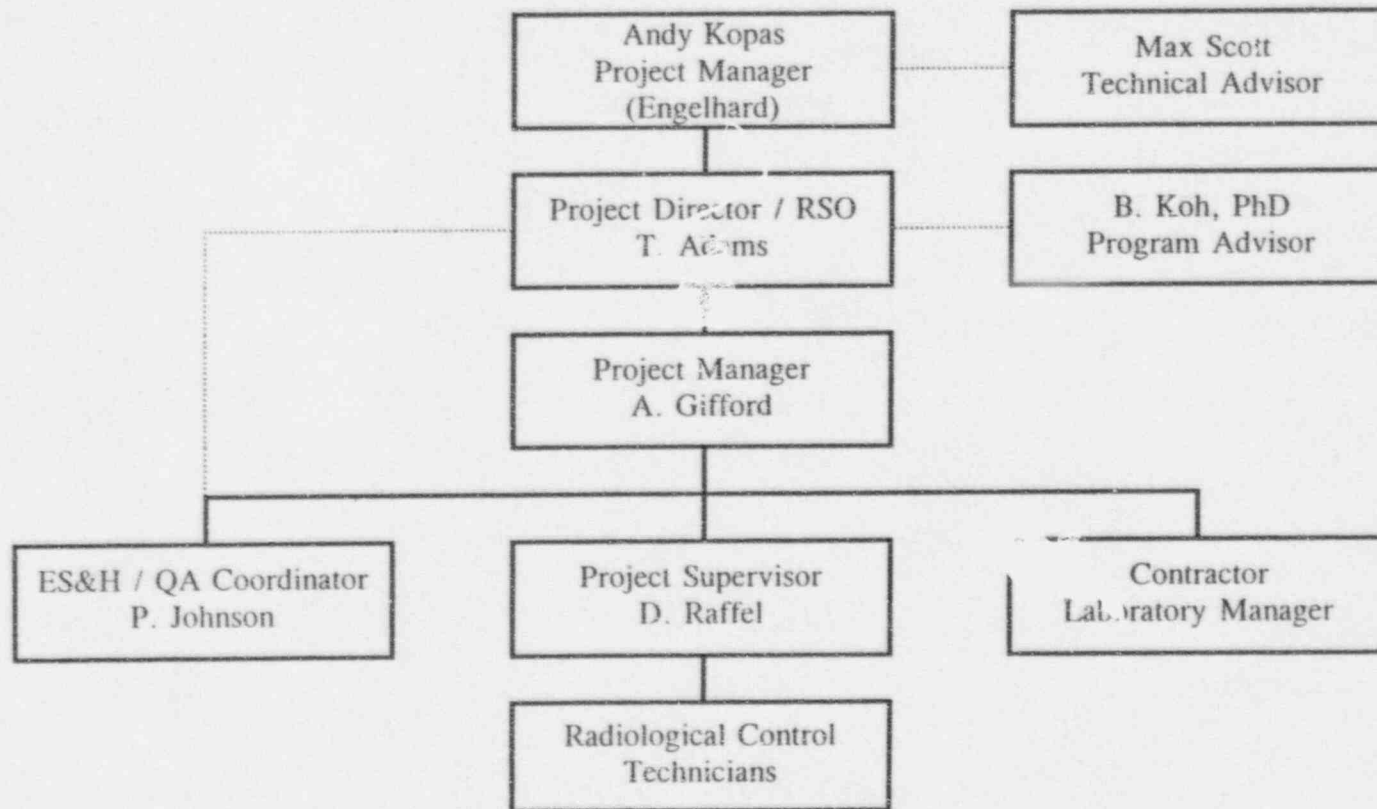 Andy Kopas
Project Manager
(Engelhard)
Max Scott
Technical Advisor
Project Director / RSO
T. Adams
B. Koh, PhD
Program Advisor
Project Manager
A. Gifford
ES&H / QA Coordinator
P. Johnson
Project Supervisor
D. Raffel
Contractor
Laboratory Manager
Radiological Control
Technicians